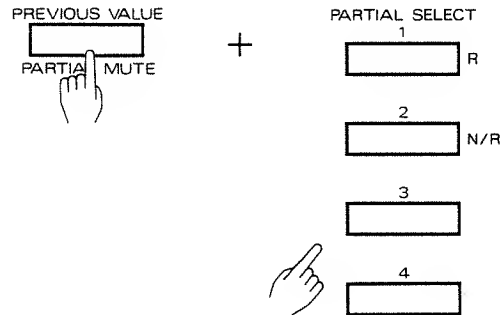 PREVIOUS VALUE
PARTIAL MUTE
+
PARTIAL SELECT
1
R
2
N/R
3
4